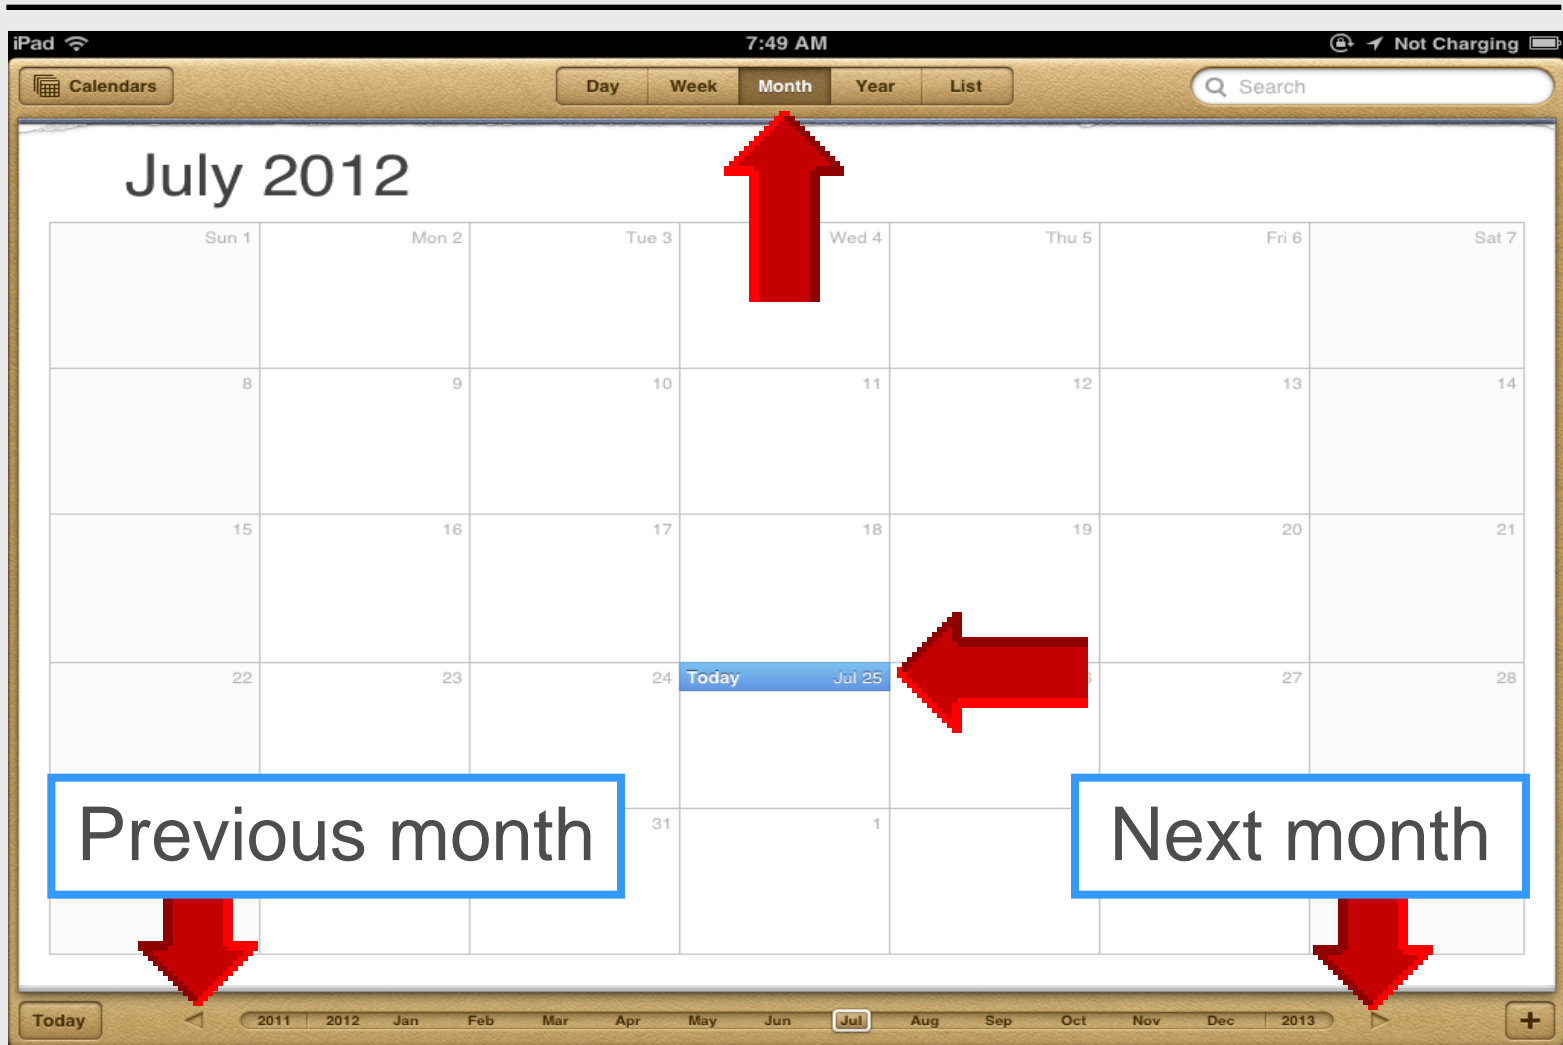 iPad 7:49 AM Not Charging
Calendars Day Week Month Year List Search
July 2012
Sun 1 Mon 2 Tue 3 Wed 4 Thu 5 Fri 6 Sat 7
8 9 10 11 12 13 14
15 16 17 18 19 20 21
22 23 24 Today Jul 25 27 28
31 1
Previous month Next month
Today 2011 2012 Jan Feb Mar Apr May Jun Jul Aug Sep Oct Nov Dec 2013 +